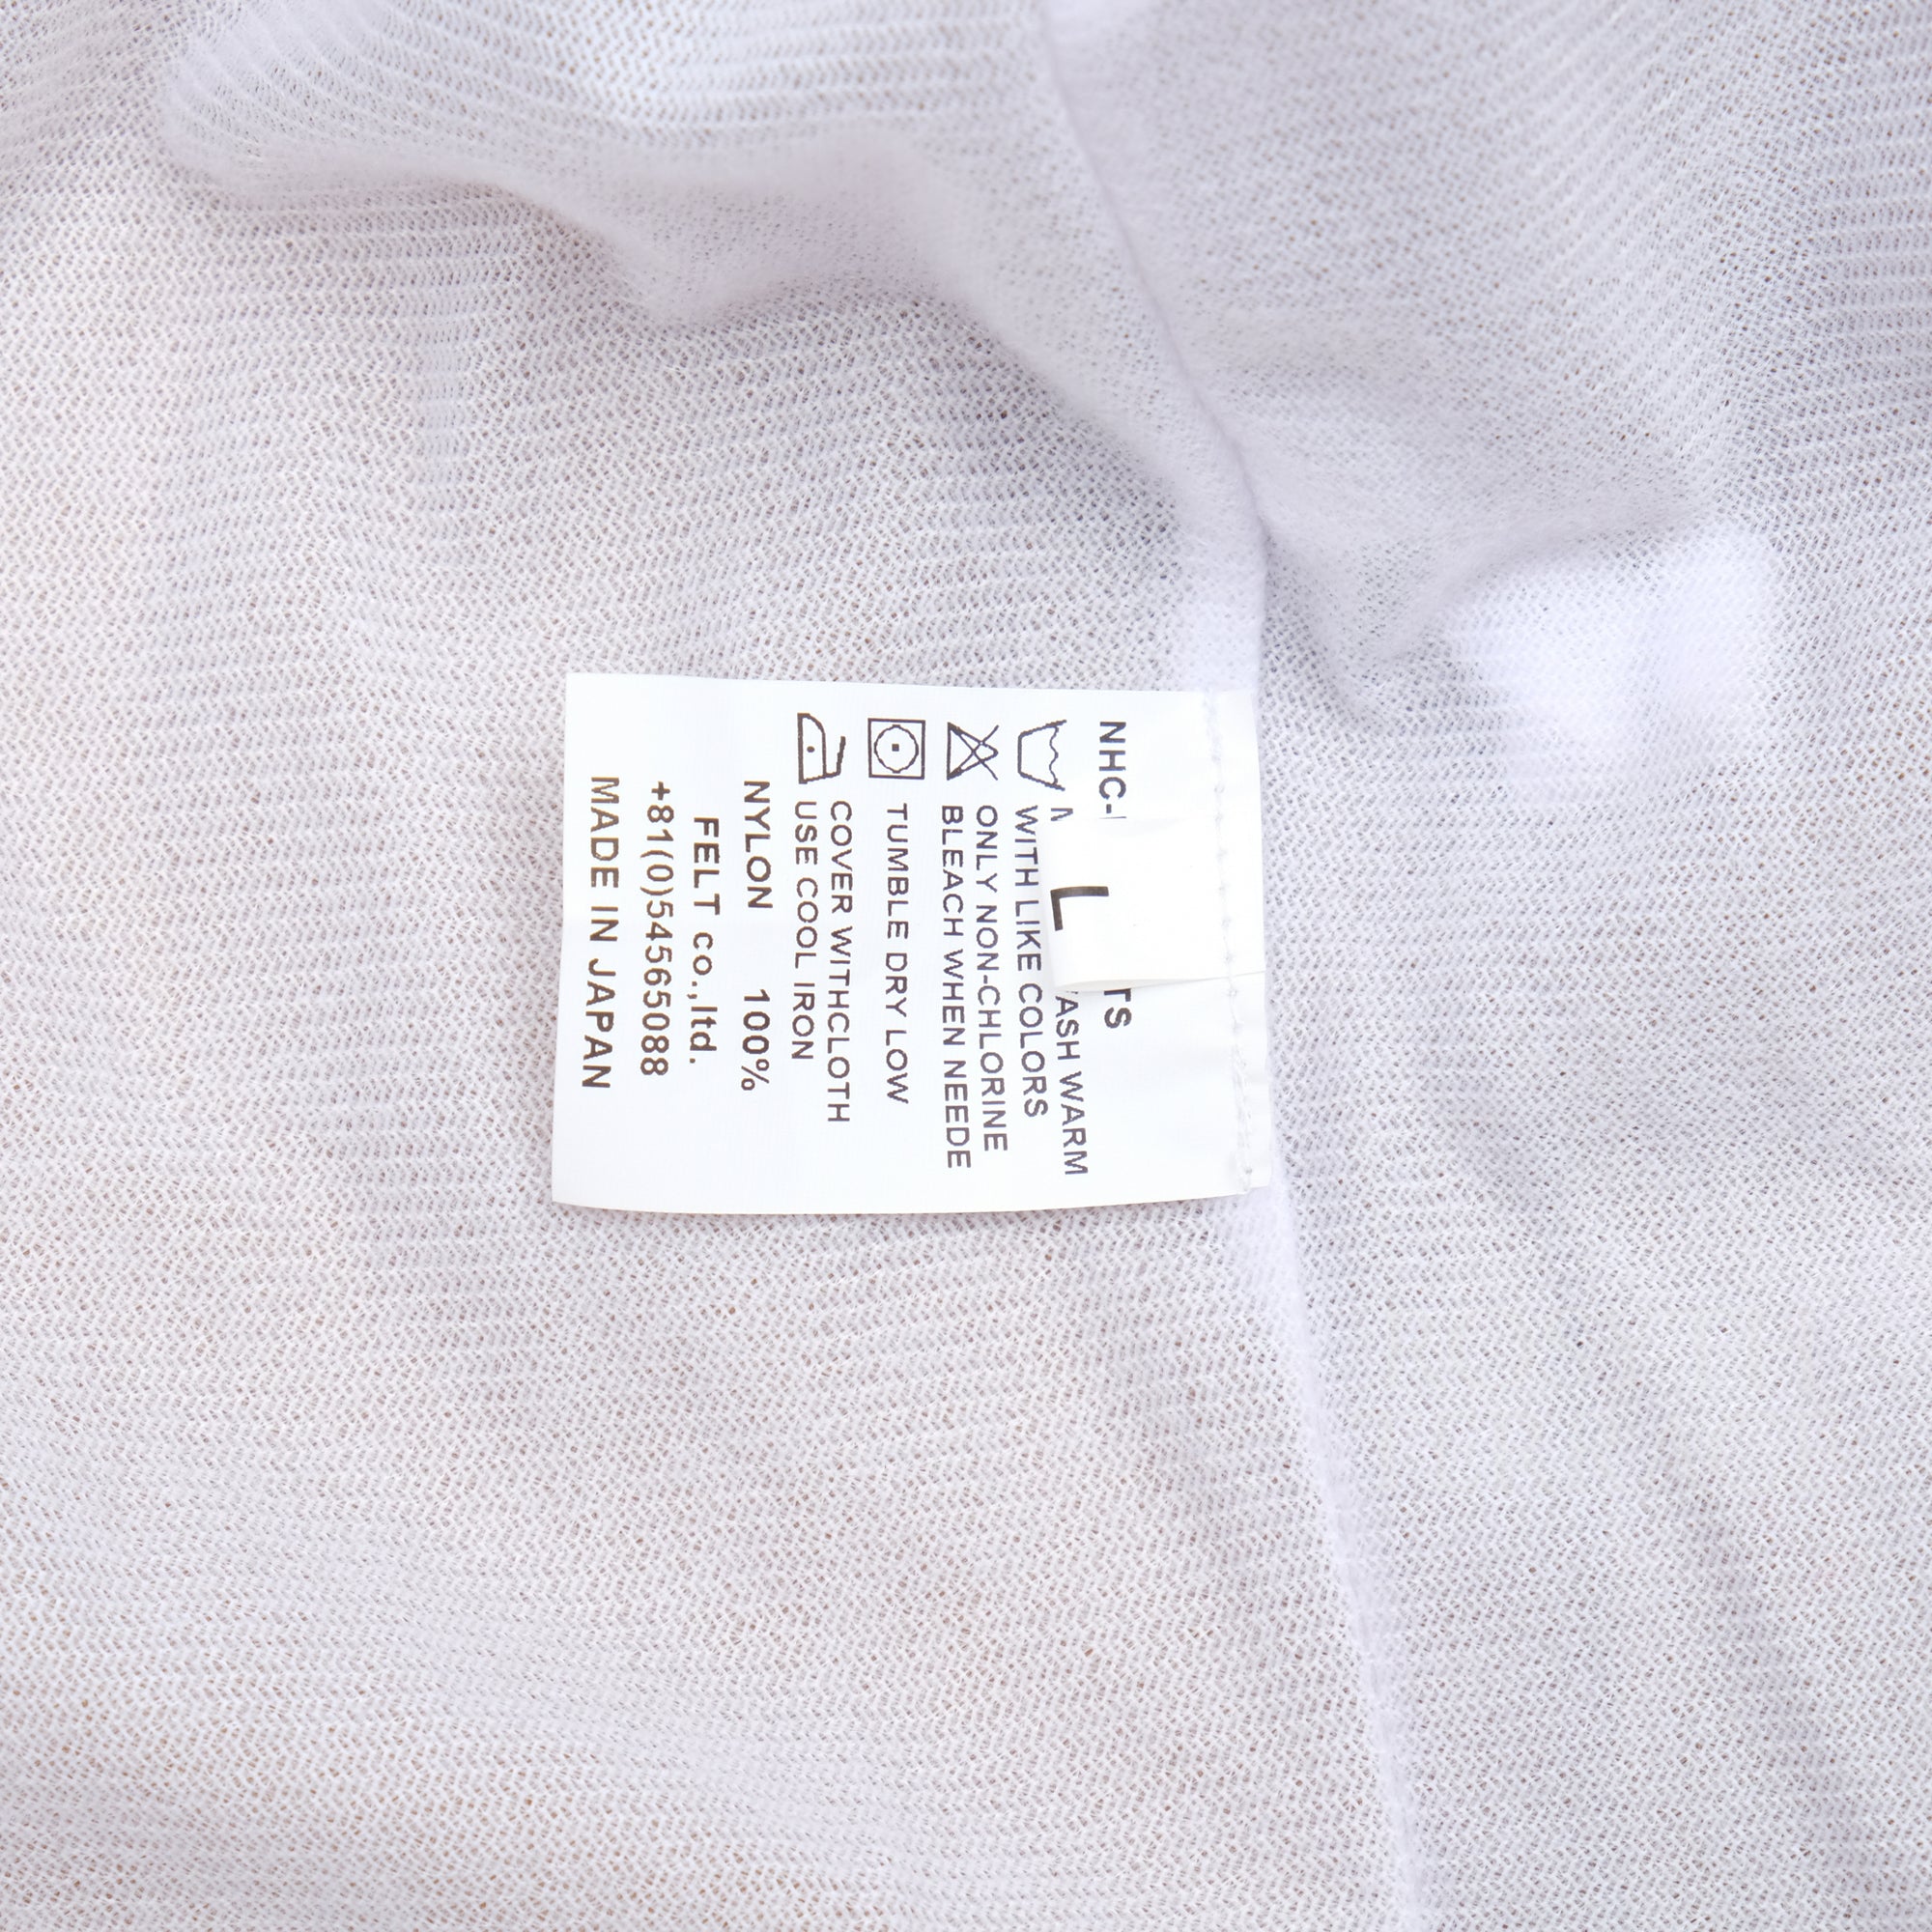 NHC-
L
TS
ASH WARM
WITH LIKE COLORS
ONLY NON-CHLORINE
BLEACH WHEN NEEDE
TUMBLE DRY LOW
COVER WITHCLOTH
USE COOL IRON
NYLON 100%
FELT co.,ltd.
+81(0)545565088
MADE IN JAPAN